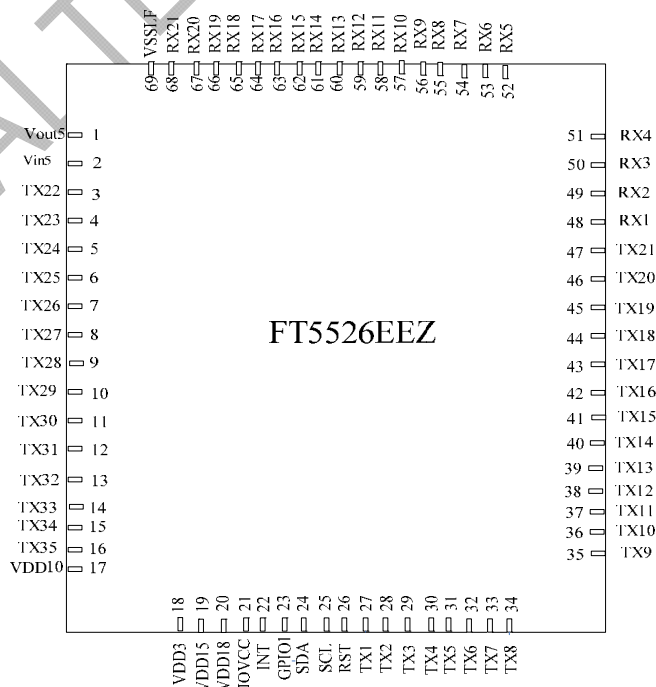 69 VSSLF
68 RX21
67 RX20
66 RX19
65 RX18
64 RX17
63 RX16
62 RX15
61 RX14
60 RX13
59 RX12
58 RX11
57 RX10
56 RX9
55 RX8
54 RX7
53 RX6
52 RX5
Vout5 1
Vin5 2
TX22 3
TX23 4
TX24 5
TX25 6
TX26 7
TX27 8
TX28 9
TX29 10
TX30 11
TX31 12
TX32 13
TX33 14
TX34 15
TX35 16
VDD10 17
FT5526EEZ
51 RX4
50 RX3
49 RX2
48 RX1
47 TX21
46 TX20
45 TX19
44 TX18
43 TX17
42 TX16
41 TX15
40 TX14
39 TX13
38 TX12
37 TX11
36 TX10
35 TX9
VDD3 18
VDD15 19
VDD18 20
IOVCC 21
INT 22
GPIO1 23
SDA 24
SCL 25
RST 26
TX1 27
TX2 28
TX3 29
TX4 30
TX5 31
TX6 32
TX7 33
TX8 34